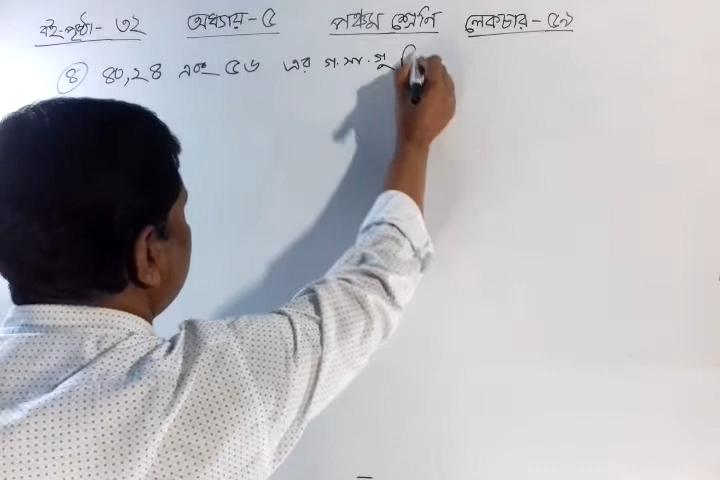 বই-পৃষ্ঠা- ৩২ অধ্যায়- ৫ পঞ্চম শ্রেনি লেকচার- ৫৯
৪ ৪০, ২৪ এবং ৫৬ এর গ. সা. গু